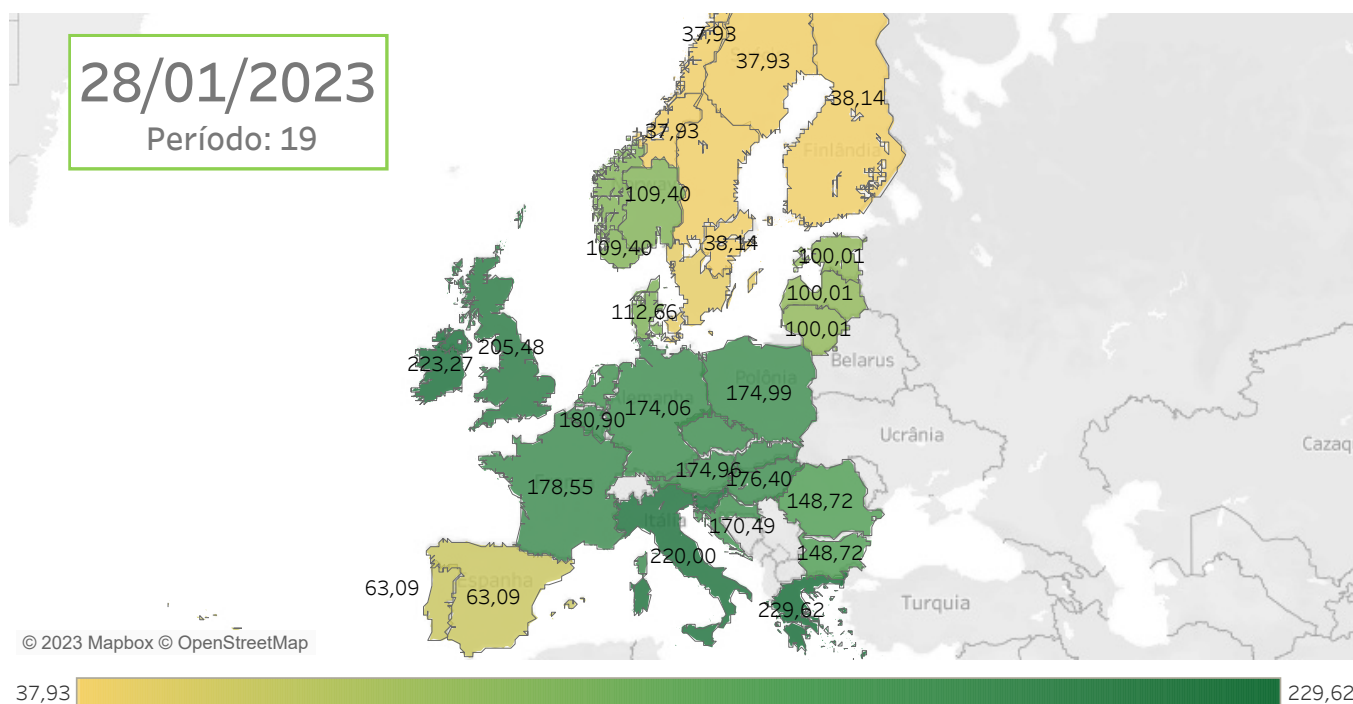 28/01/2023
Período: 19
37,93
37,93
38,14
37,93
Finlândia
109,40
109,40
38,14
100,01
100,01
112,66
100,01
205,48
223,27
Belarus
Polônia
174,99
Alemanha
174,06
180,90
Ucrânia
Cazaq
174,96
176,40
178,55
148,72
Itália
170,49
220,00
148,72
Espanha
63,09
63,09
229,62
Turquia
© 2023 Mapbox © OpenStreetMap
37,93
229,62